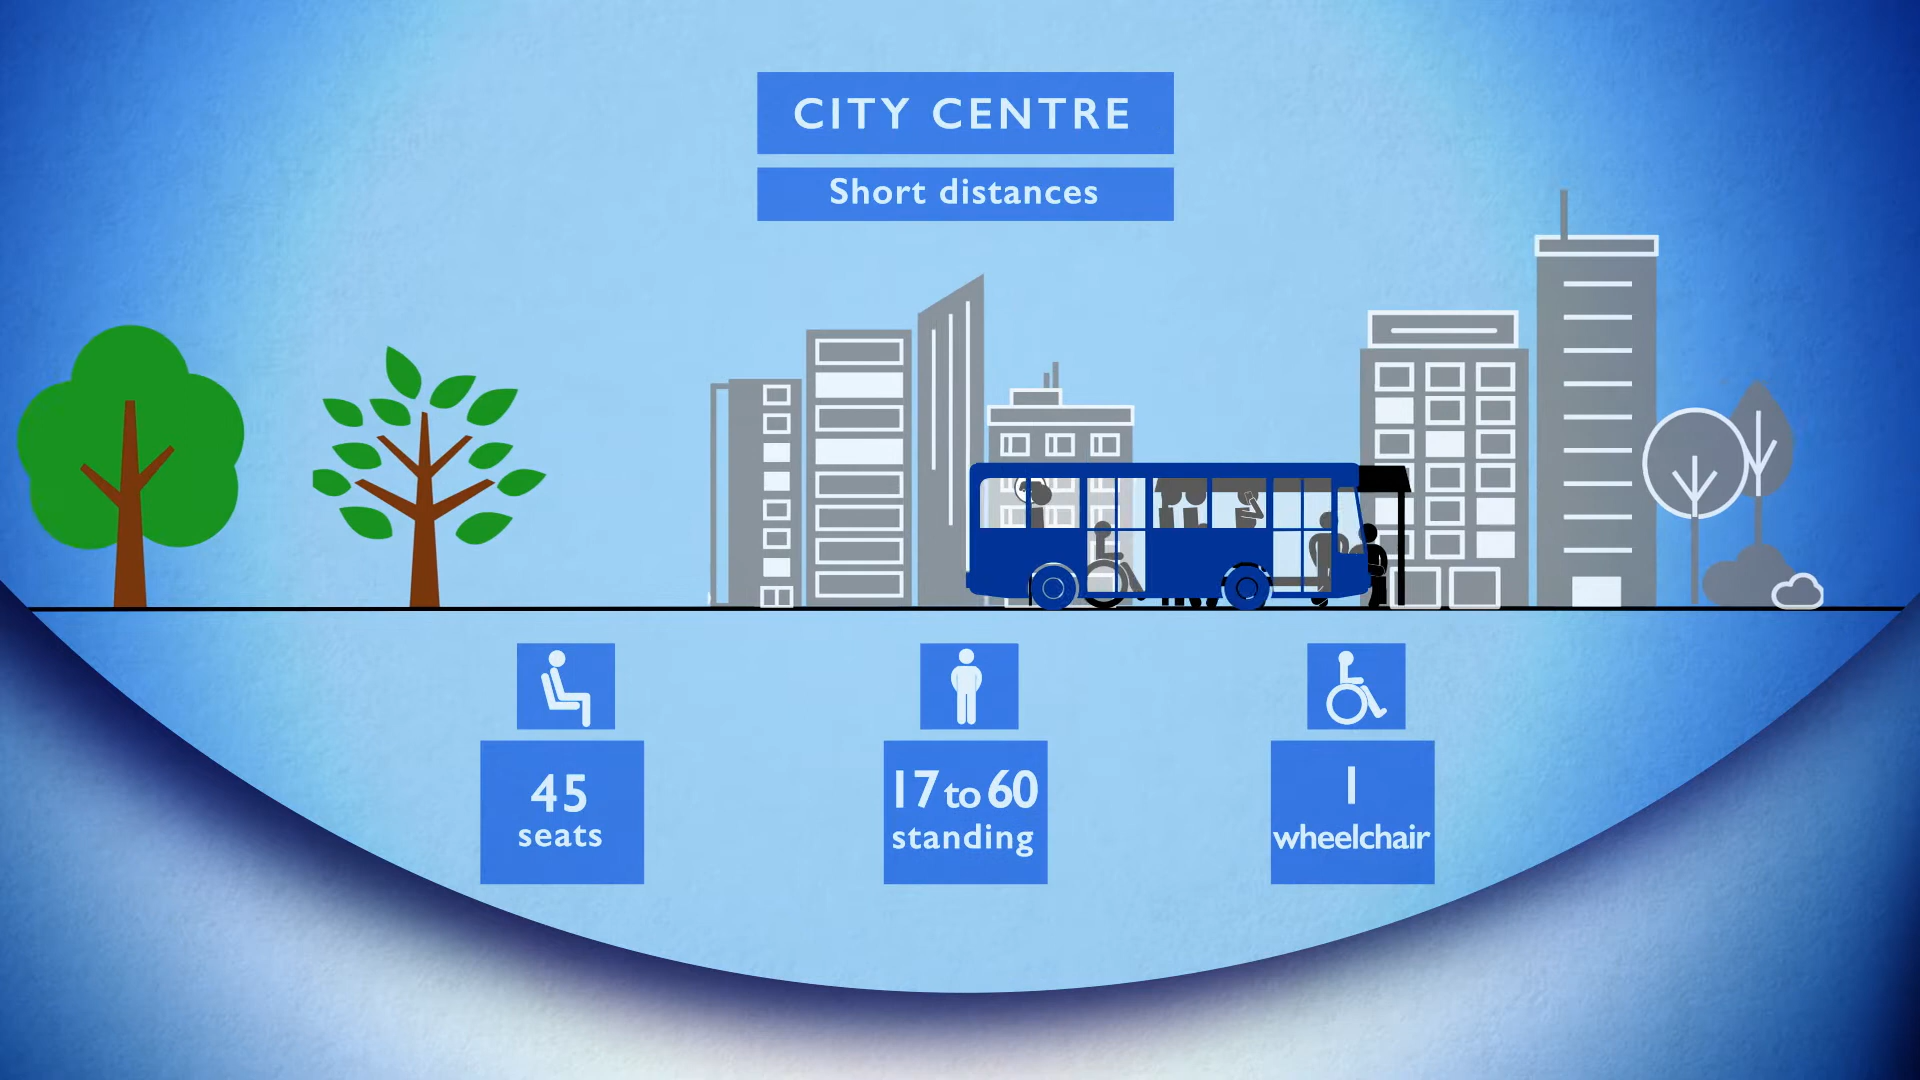 CITY CENTRE
Short distances
45
seats
17 to 60
standing
1
wheelchair